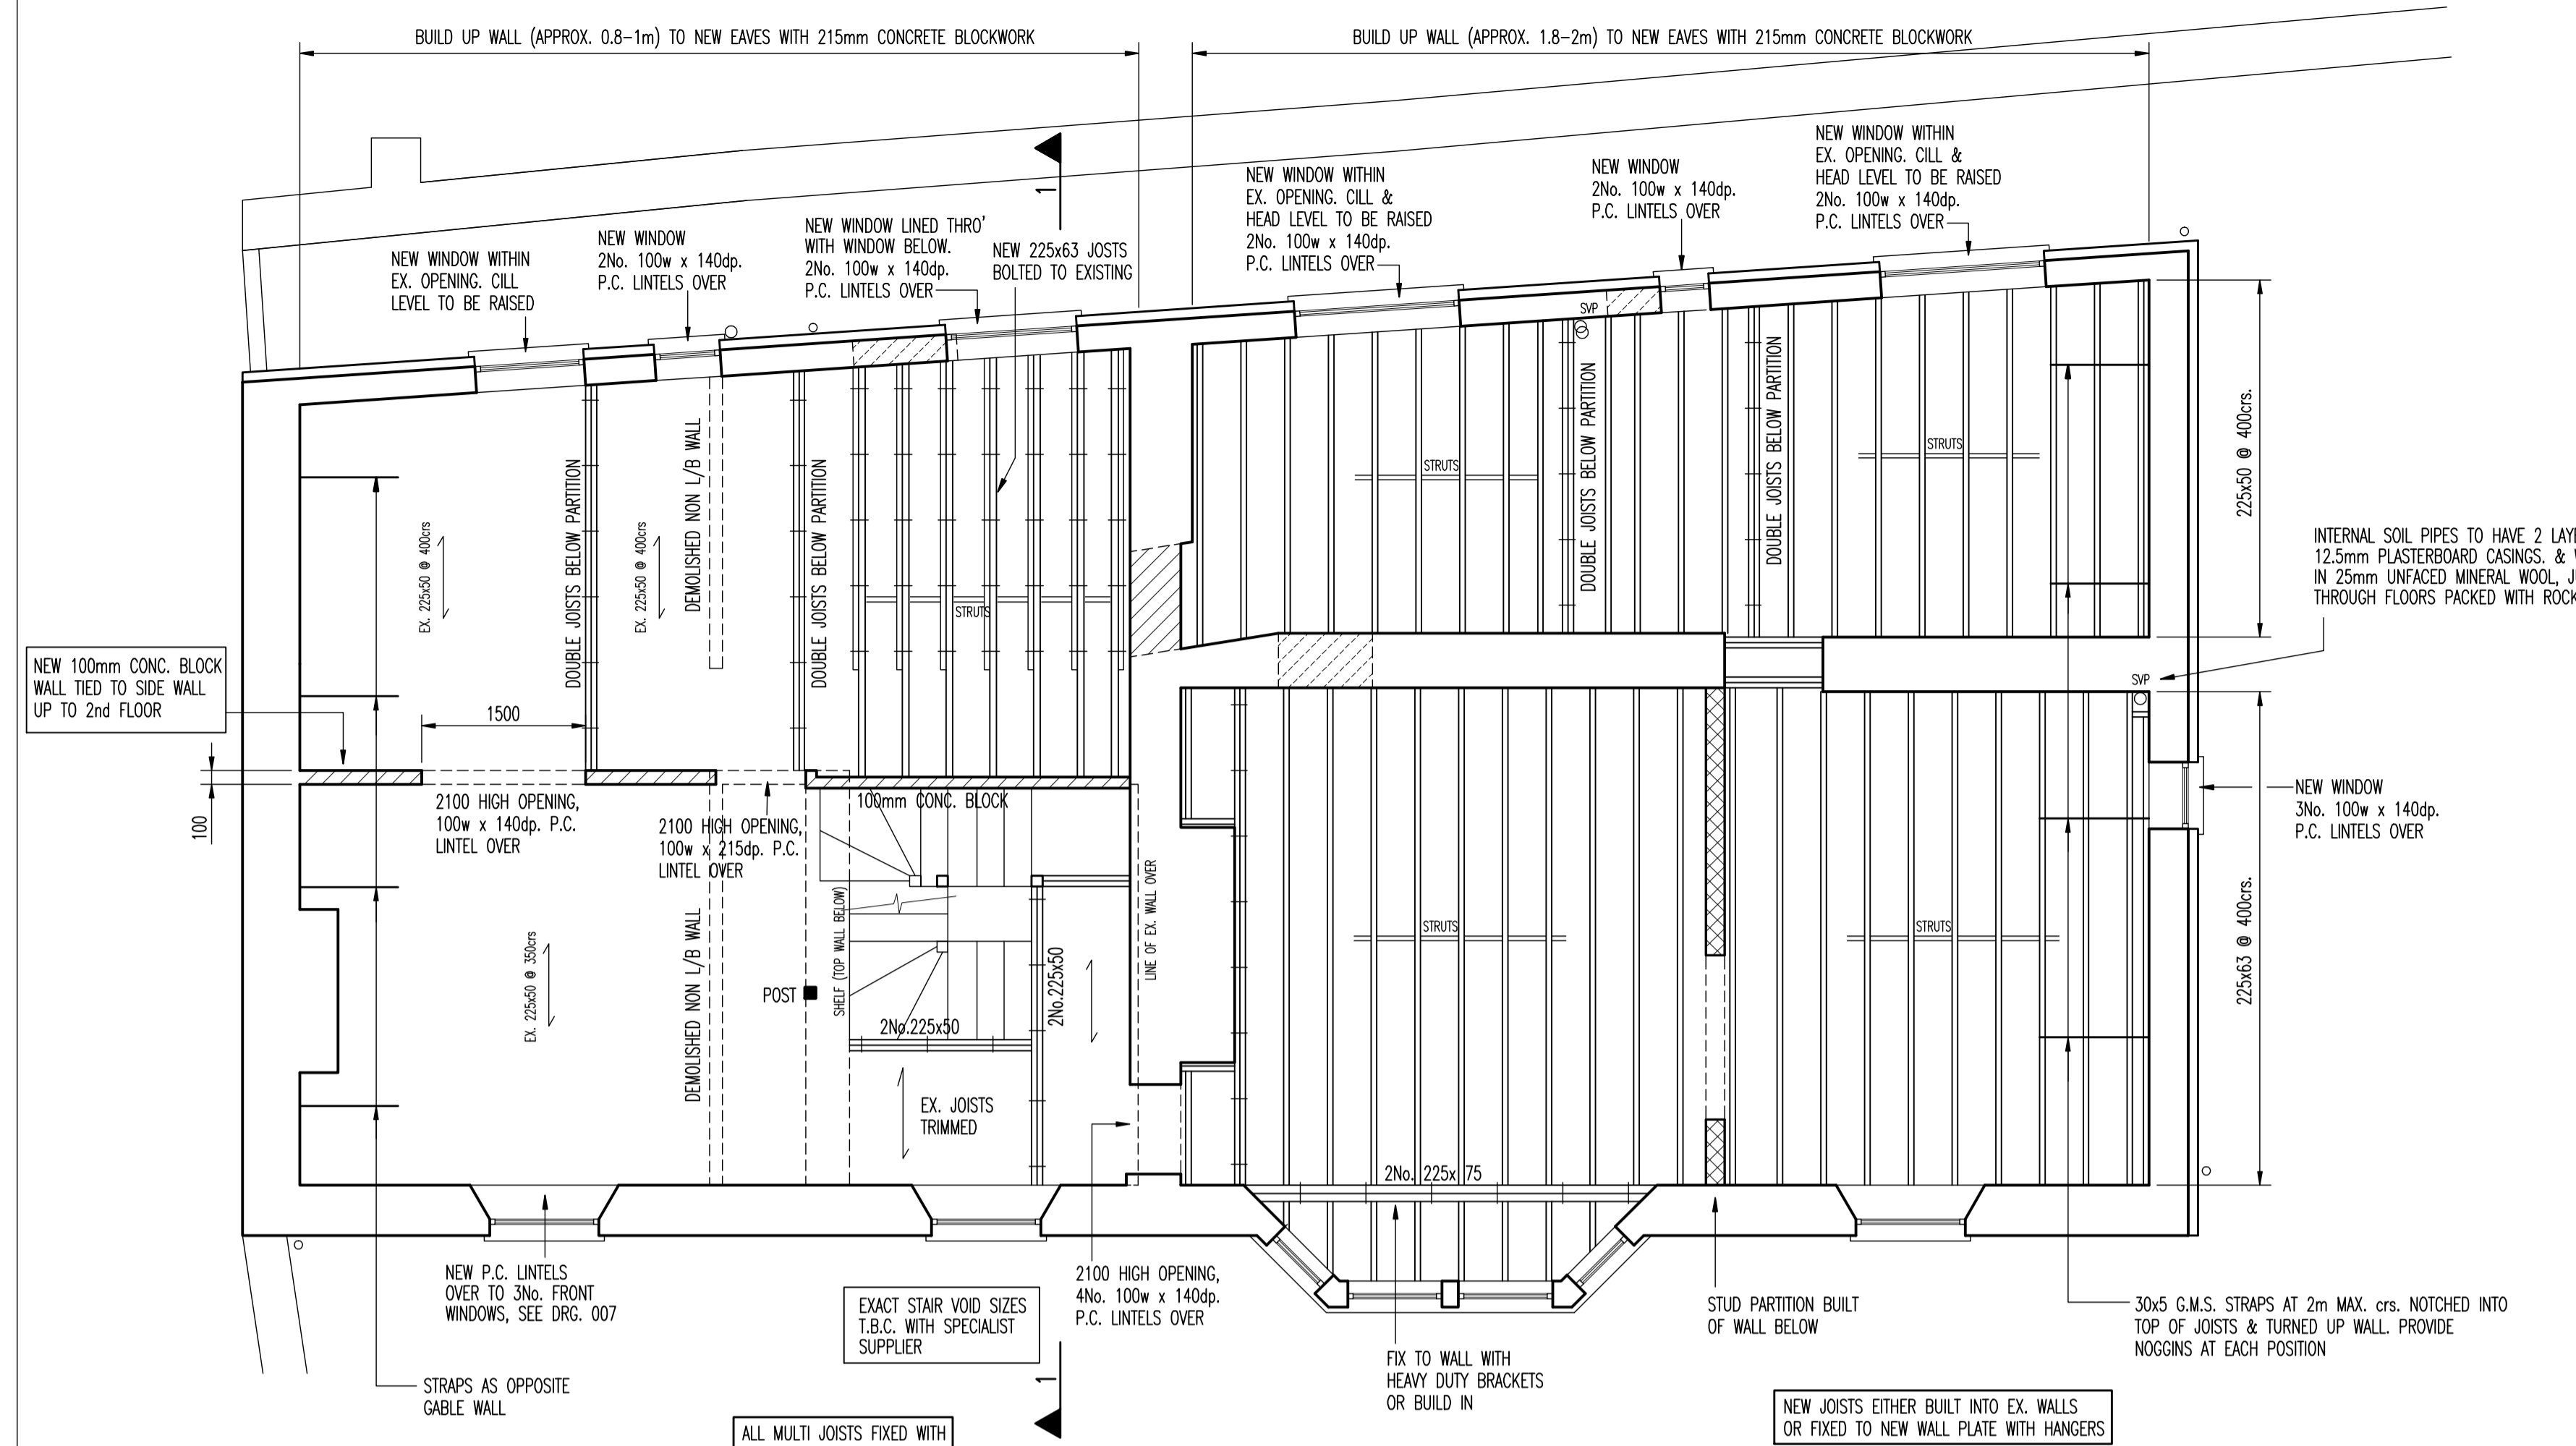 BUILD UP WALL (APPROX. 0.8-1m) TO NEW EAVES WITH 215mm CONCRETE BLOCKWORK
BUILD UP WALL (APPROX. 1.8-2m) TO NEW EAVES WITH 215mm CONCRETE BLOCKWORK
NEW WINDOW WITHIN
EX. OPENING. CILL
LEVEL TO BE RAISED
NEW WINDOW
2No. 100w x 140dp.
P.C. LINTELS OVER
NEW WINDOW LINED THRO'
WITH WINDOW BELOW.
2No. 100w x 140dp.
P.C. LINTELS OVER
1
NEW 225x63 JOSTS
BOLTED TO EXISTING
NEW WINDOW WITHIN
EX. OPENING. CILL &
HEAD LEVEL TO BE RAISED
2No. 100w x 140dp.
P.C. LINTELS OVER
NEW WINDOW
2No. 100w x 140dp.
P.C. LINTELS OVER
NEW WINDOW WITHIN
EX. OPENING. CILL &
HEAD LEVEL TO BE RAISED
2No. 100w x 140dp.
P.C. LINTELS OVER
SVP
EX. 225x50 @ 400crs
DOUBLE JOISTS BELOW PARTITION
EX. 225x50 @ 400crs
DEMOLISHED NON L/B WALL
DOUBLE JOISTS BELOW PARTITION
STRUTS
STRUTS
DOUBLE JOISTS BELOW PARTITION
DOUBLE JOISTS BELOW PARTITION
STRUTS
225x50 @ 400crs.
INTERNAL SOIL PIPES TO HAVE 2
12.5mm PLASTERBOARD CASINGS. &
IN 25mm UNFACED MINERAL WOOL,
THROUGH FLOORS PACKED WITH
SVP
NEW 100mm CONC. BLOCK
WALL TIED TO SIDE WALL
UP TO 2nd FLOOR
1500
100
2100 HIGH OPENING,
100w x 140dp. P.C.
LINTEL OVER
2100 HIGH OPENING,
100w x 215dp. P.C.
LINTEL OVER
100mm CONC. BLOCK
NEW WINDOW
3No. 100w x 140dp.
P.C. LINTELS OVER
EX. 225x50 @ 350crs
DEMOLISHED NON L/B WALL
POST
SHELF (TOP WALL BELOW)
2No.225x50
2No.225x50
LINE OF EX. WALL OVER
STRUTS
STRUTS
225x63 @ 400crs.
EX. JOISTS
TRIMMED
2No. 225x 75
NEW P.C. LINTELS
OVER TO 3No. FRONT
WINDOWS, SEE DRG. 007
EXACT STAIR VOID SIZES
T.B.C. WITH SPECIALIST
SUPPLIER
2100 HIGH OPENING,
4No. 100w x 140dp.
P.C. LINTELS OVER
FIX TO WALL WITH
HEAVY DUTY BRACKETS
OR BUILD IN
STUD PARTITION BUILT
OF WALL BELOW
30x5 G.M.S. STRAPS AT 2m MAX. crs. NOTCHED INTO
TOP OF JOISTS & TURNED UP WALL. PROVIDE
NOGGINS AT EACH POSITION
STRAPS AS OPPOSITE
GABLE WALL
1
ALL MULTI JOISTS FIXED WITH
NEW JOISTS EITHER BUILT INTO EX. WALLS
OR FIXED TO NEW WALL PLATE WITH HANGERS